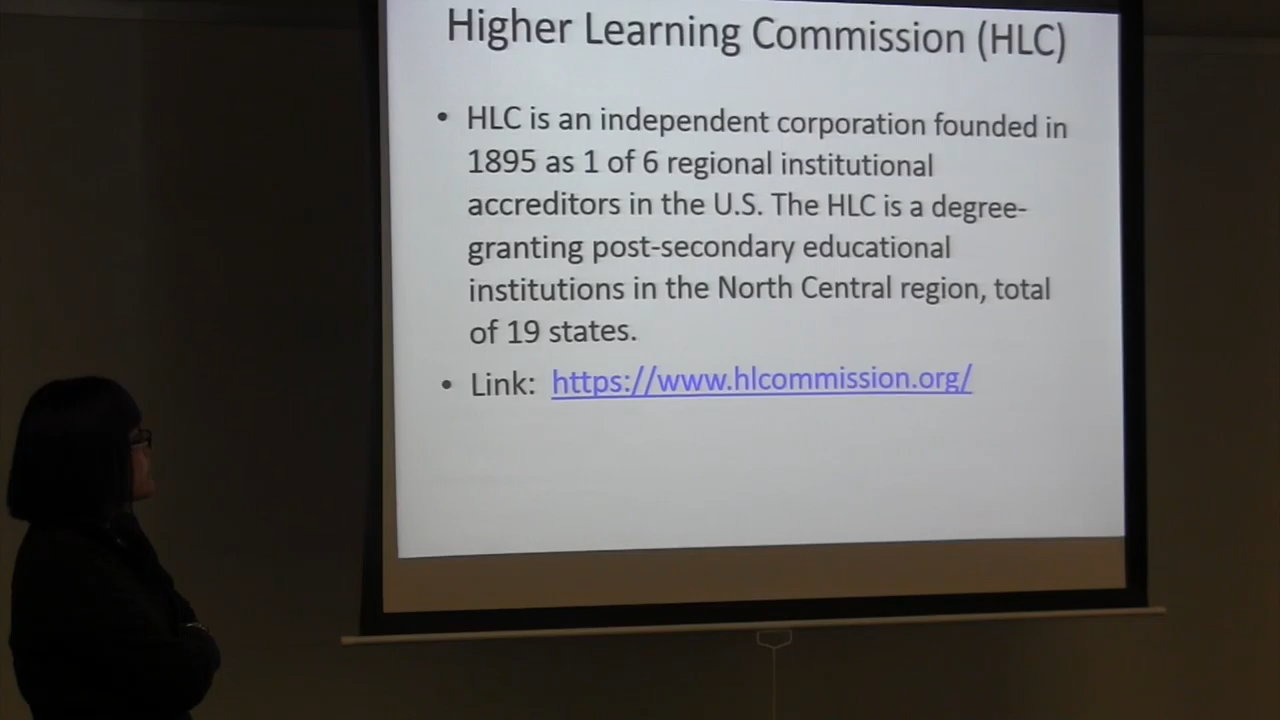 Higher Learning Commission (HLC)
• HLC is an independent corporation founded in
1895 as 1 of 6 regional institutional
accreditors in the U.S. The HLC is a degree-
granting post-secondary educational
institutions in the North Central region, total
of 19 states.
• Link: https://www.hlcommission.org/